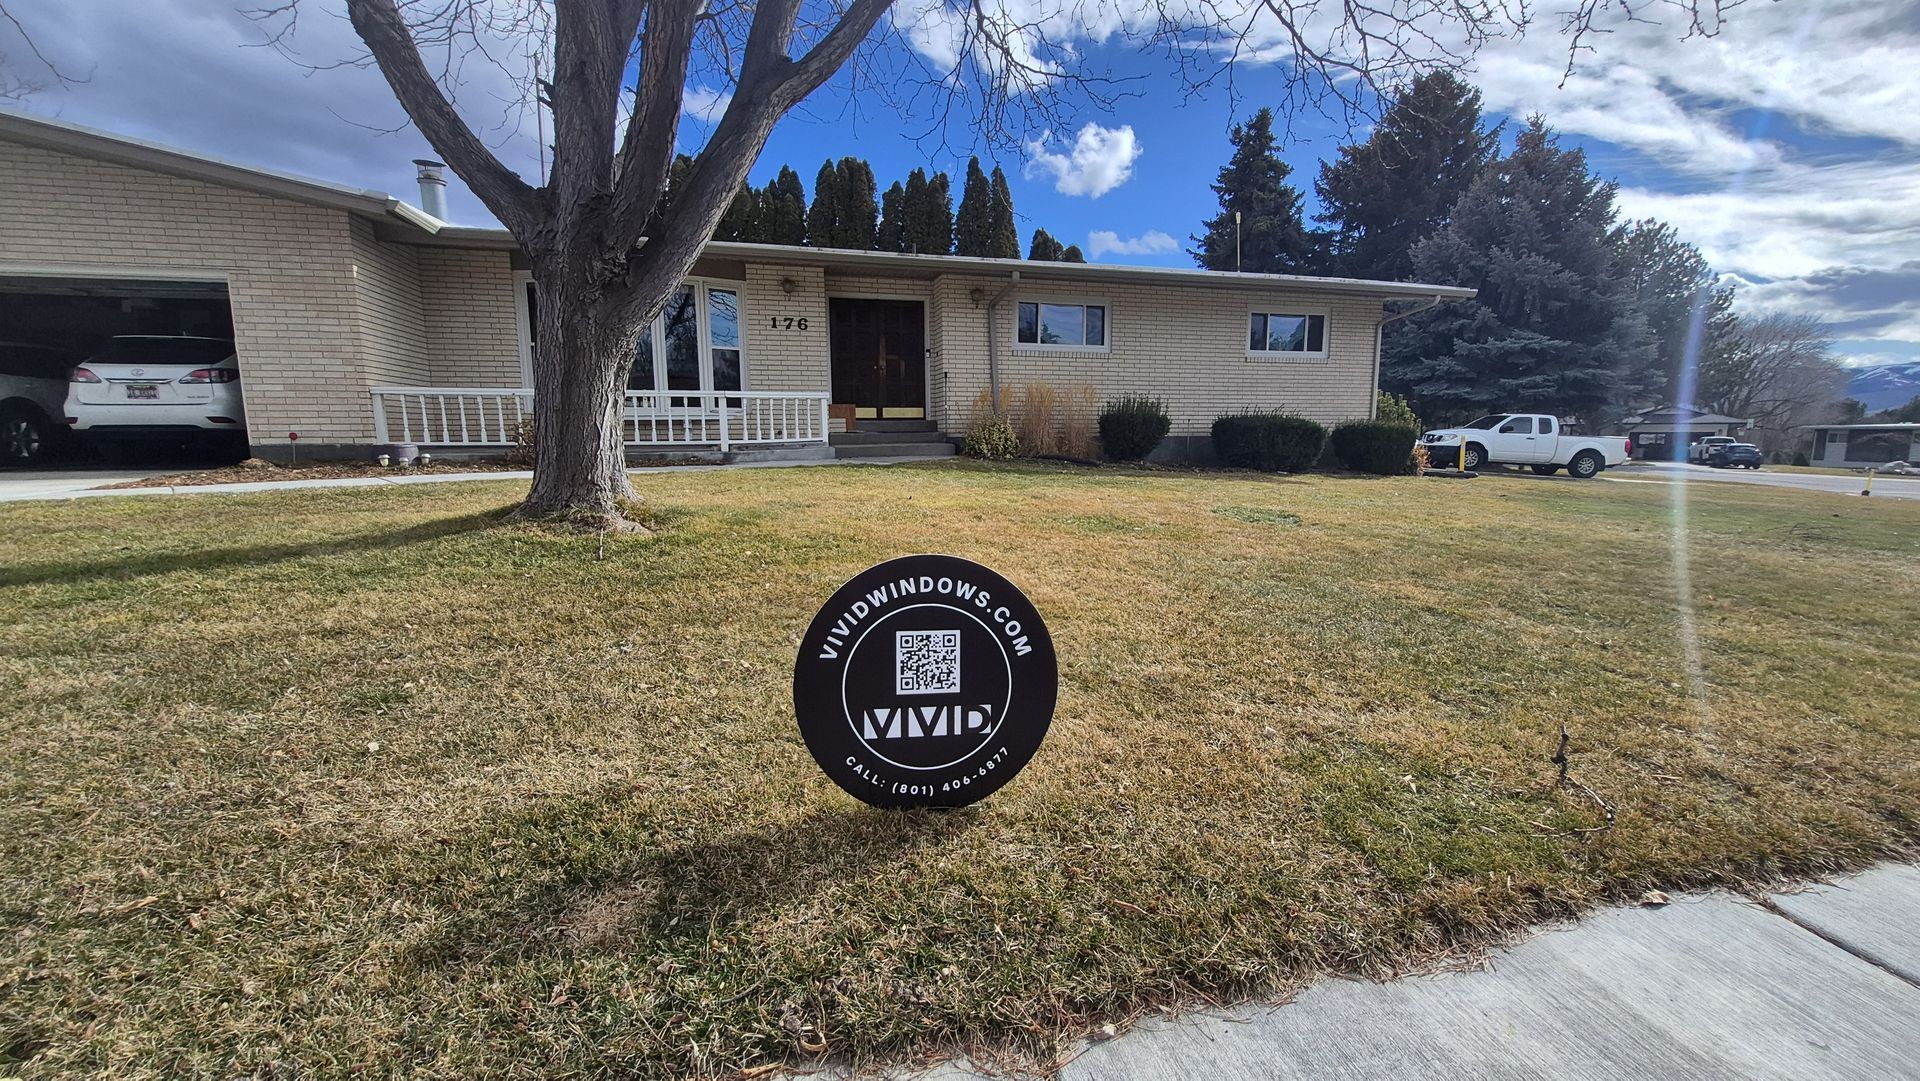 176
VIVIDWINDOWS.COM
VIVID
CALL: (801) 406-6877